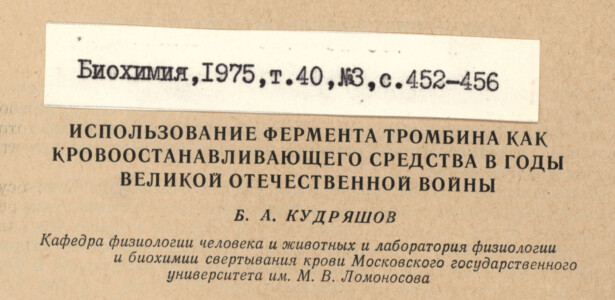 Биохимия,I975,т.40,№3,с.452-456
ИСПОЛЬЗОВАНИЕ ФЕРМЕНТА ТРОМБИНА КАК
КРОВООСТАНАВЛИВАЮЩЕГО СРЕДСТВА В ГОДЫ
ВЕЛИКОЙ ОТЕЧЕСТВЕННОЙ ВОЙНЫ
Б. А. КУДРЯШОВ
Кафедра физиологии человека и животных и лаборатория физиологии
и биохимии свертывания крови Московского государственного
университета им. М. В. Ломоносова